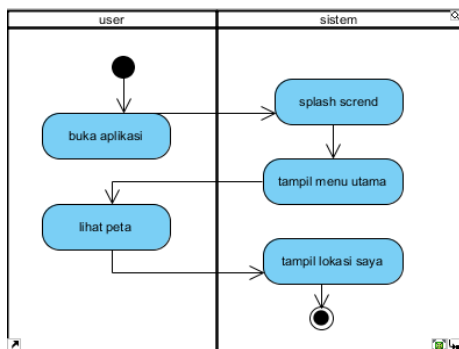 user
sistem
splash scrend
buka aplikasi
tampil menu utama
lihat peta
tampil lokasi saya